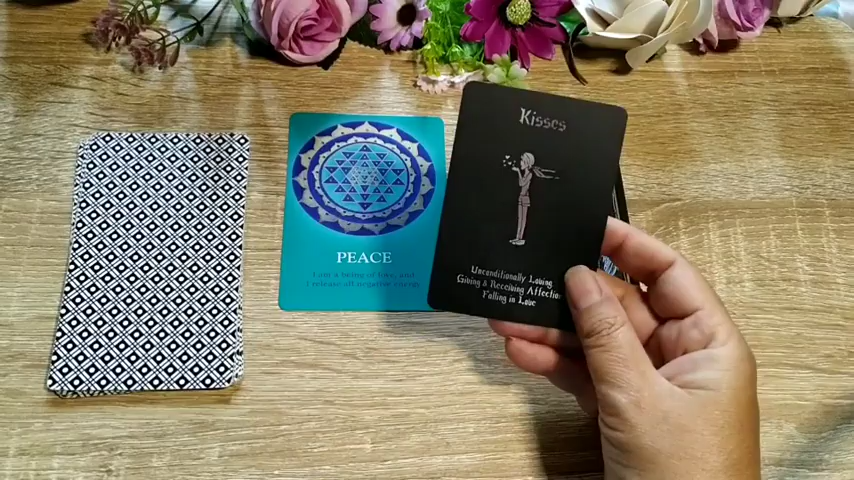 PEACE
I am a being of love, and
I release all negative energy.
Kisses
Unconditionally Loving
Giving & Receiving Affection
Falling in Love